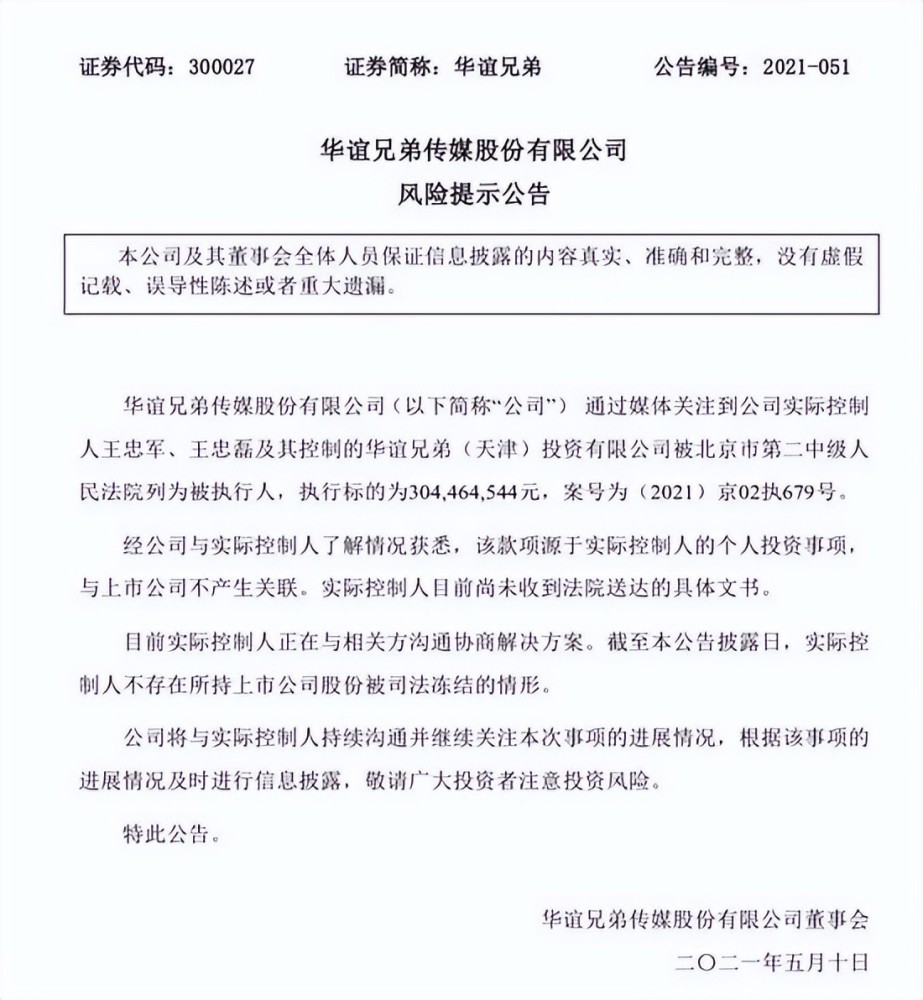 证券代码：300027 证券简称：华谊兄弟 公告编号：2021-051
华谊兄弟传媒股份有限公司
风险提示公告
本公司及其董事会全体人员保证信息披露的内容真实、准确和完整，没有虚假
记载、误导性陈述或者重大遗漏。
华谊兄弟传媒股份有限公司（以下简称“公司”） 通过媒体关注到公司实际控制
人王忠军、王忠磊及其控制的华谊兄弟（天津）投资有限公司被北京市第二中级人
民法院列为被执行人，执行标的为304,464,544元，案号为（2021）京02执679号。
经公司与实际控制人了解情况获悉，该款项源于实际控制人的个人投资事项，
与上市公司不产生关联。实际控制人目前尚未收到法院送达的具体文书。
目前实际控制人正在与相关方沟通协商解决方案。截至本公告披露日，实际控
制人不存在所持上市公司股份被司法冻结的情形。
公司将与实际控制人持续沟通并继续关注本次事项的进展情况，根据该事项的
进展情况及时进行信息披露，敬请广大投资者注意投资风险。
特此公告。
华谊兄弟传媒股份有限公司董事会
二〇二一年五月十日